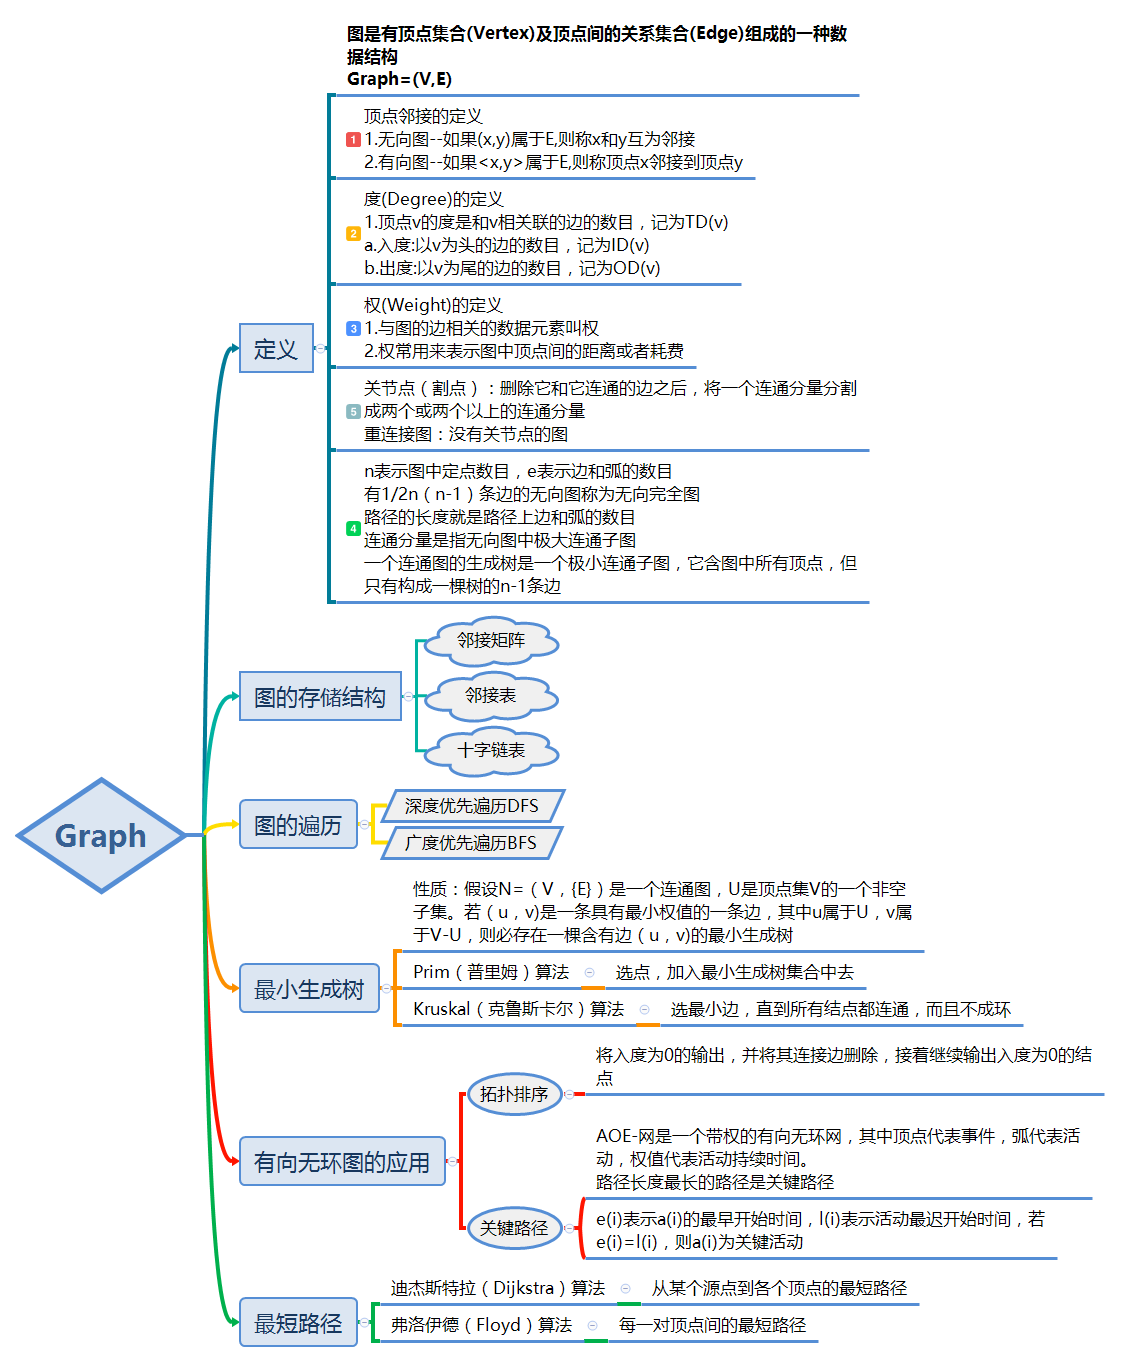 图是有顶点集合(Vertex)及顶点间的关系集合(Edge)组成的一种数
据结构
Graph=(V,E)
顶点邻接的定义
1
1.无向图--如果(x,y)属于E,则称x和y互为邻接
2.有向图--如果<x,y>属于E,则称顶点x邻接到顶点y
度(Degree)的定义
1.顶点v的度是和v相关联的边的数目，记为TD(v)
2
a.入度:以v为头的边的数目，记为ID(v)
b.出度:以v为尾的边的数目，记为OD(v)
权(Weight)的定义
3
1.与图的边相关的数据元素叫权
2.权常用来表示图中顶点间的距离或者耗费
定义
关节点（割点）：删除它和它连通的边之后，将一个连通分量分割
5
成两个或两个以上的连通分量
重连接图：没有关节点的图
n表示图中定点数目，e表示边和弧的数目
有1/2n（n-1）条边的无向图称为无向完全图
路径的长度就是路径上边和弧的数目
4
连通分量是指无向图中极大连通子图
一个连通图的生成树是一个极小连通子图，它含图中所有顶点，但
只有构成一棵树的n-1条边
图的存储结构
邻接矩阵
邻接表
十字链表
Graph
图的遍历
深度优先遍历DFS
广度优先遍历BFS
最小生成树
性质：假设N=（V，{E}）是一个连通图，U是顶点集V的一个非空
子集。若（u，v)是一条具有最小权值的一条边，其中u属于U，v属
于V-U，则必存在一棵含有边（u，v)的最小生成树
Prim（普里姆）算法
选点，加入最小生成树集合中去
Kruskal（克鲁斯卡尔）算法
选最小边，直到所有结点都连通，而且不成环
有向无环图的应用
拓扑排序
将入度为0的输出，并将其连接边删除，接着继续输出入度为0的结
点
关键路径
AOE-网是一个带权的有向无环网，其中顶点代表事件，弧代表活
动，权值代表活动持续时间。
路径长度最长的路径是关键路径
e(i)表示a(i)的最早开始时间，l(i)表示活动最迟开始时间，若
e(i)=l(i)，则a(i)为关键活动
最短路径
迪杰斯特拉（Dijkstra）算法
从某个源点到各个顶点的最短路径
弗洛伊德（Floyd）算法
每一对顶点间的最短路径